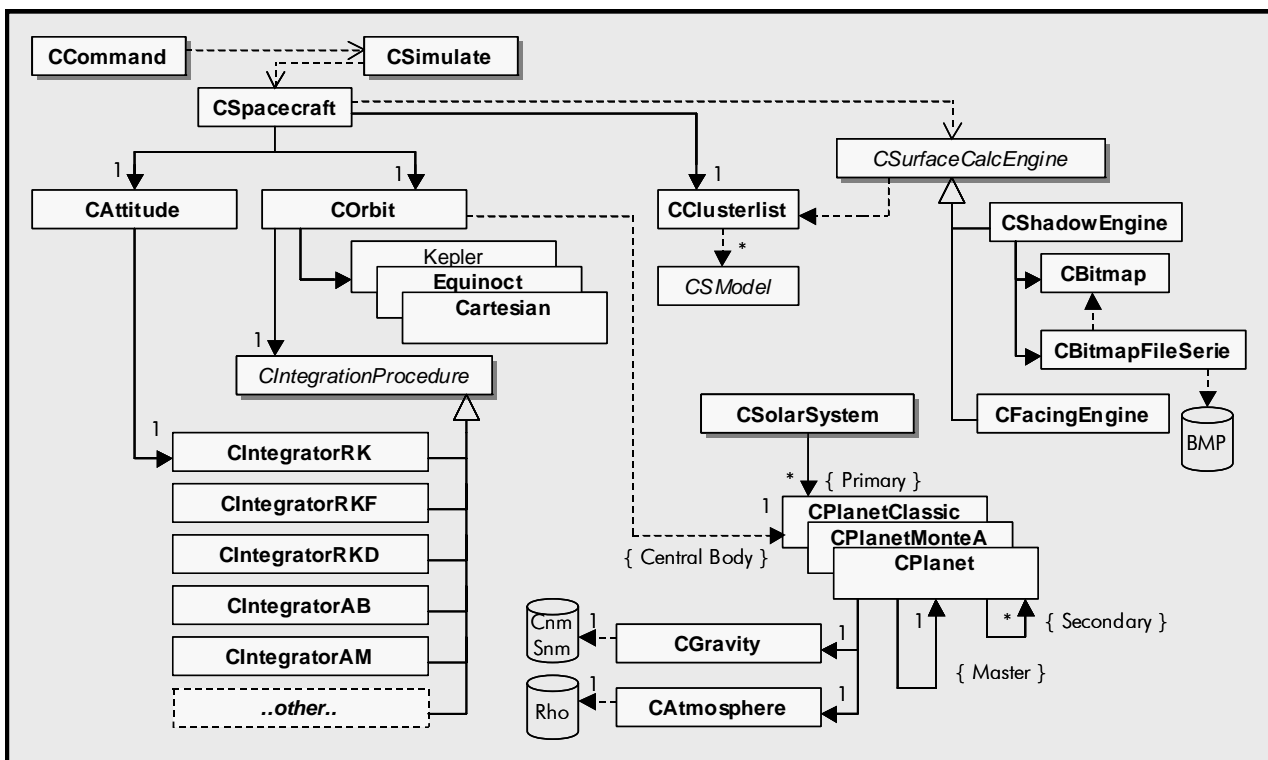 CCommand
CSimulate
CSpacecraft
CSurfaceCalcEngine
1
1
1
CAttitude
COrbit
CClusterlist
CShadowEngine
Kepler
Equinoct
Cartesian
*
CSModel
CBitmap
CBitmapFileSerie
1
CIntegrationProcedure
CSolarSystem
CFacingEngine
BMP
1
CIntegratorRK
CIntegratorRKF
CIntegratorRKD
CIntegratorAB
CIntegratorAM
..other..
* { Primary }
1
CPlanetClassic
CPlanetMonteA
CPlanet
{ Central Body }
1
* { Secondary }
{ Master }
Cnm
Snm
1
CGravity
1
Rho
1
CAtmosphere
1